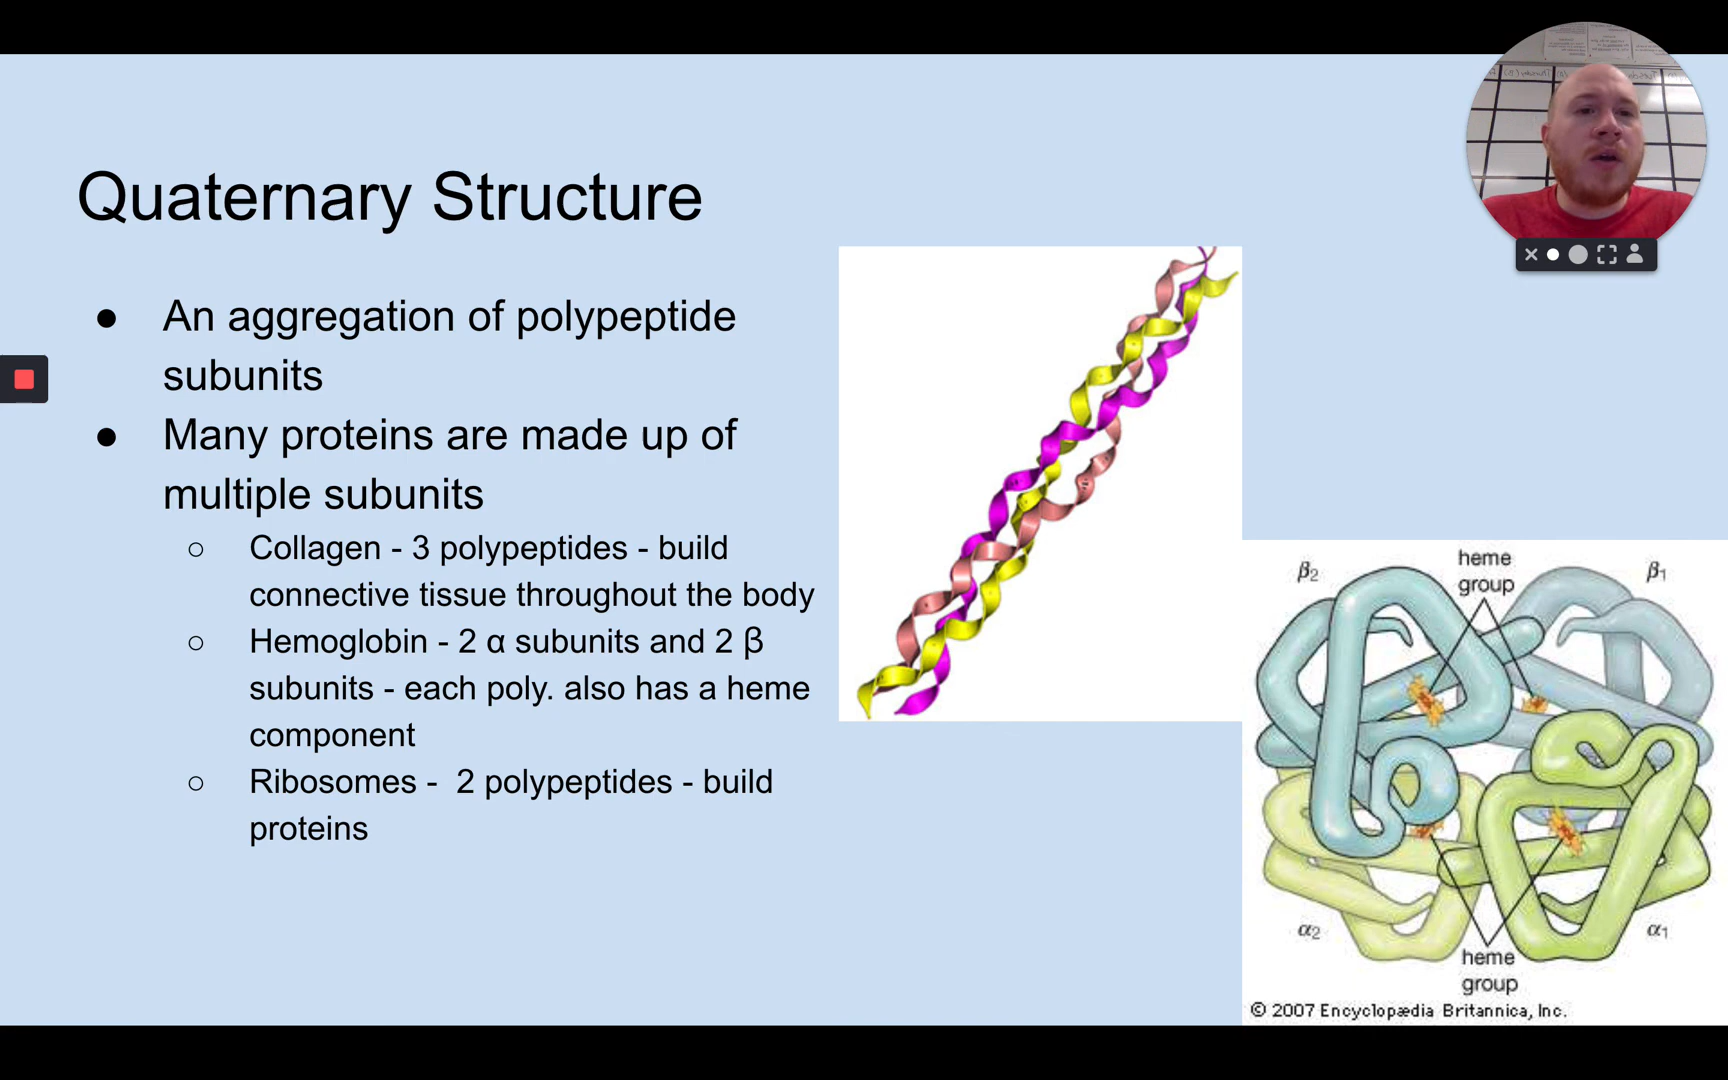 Quaternary Structure
● An aggregation of polypeptide
subunits
● Many proteins are made up of
multiple subunits
○ Collagen - 3 polypeptides - build
connective tissue throughout the body
○ Hemoglobin - 2 α subunits and 2 β
subunits - each poly. also has a heme
component
○ Ribosomes -  2 polypeptides - build
proteins
β2
heme
group
β1
α2
α1
heme
group
© 2007 Encyclopædia Britannica, Inc.